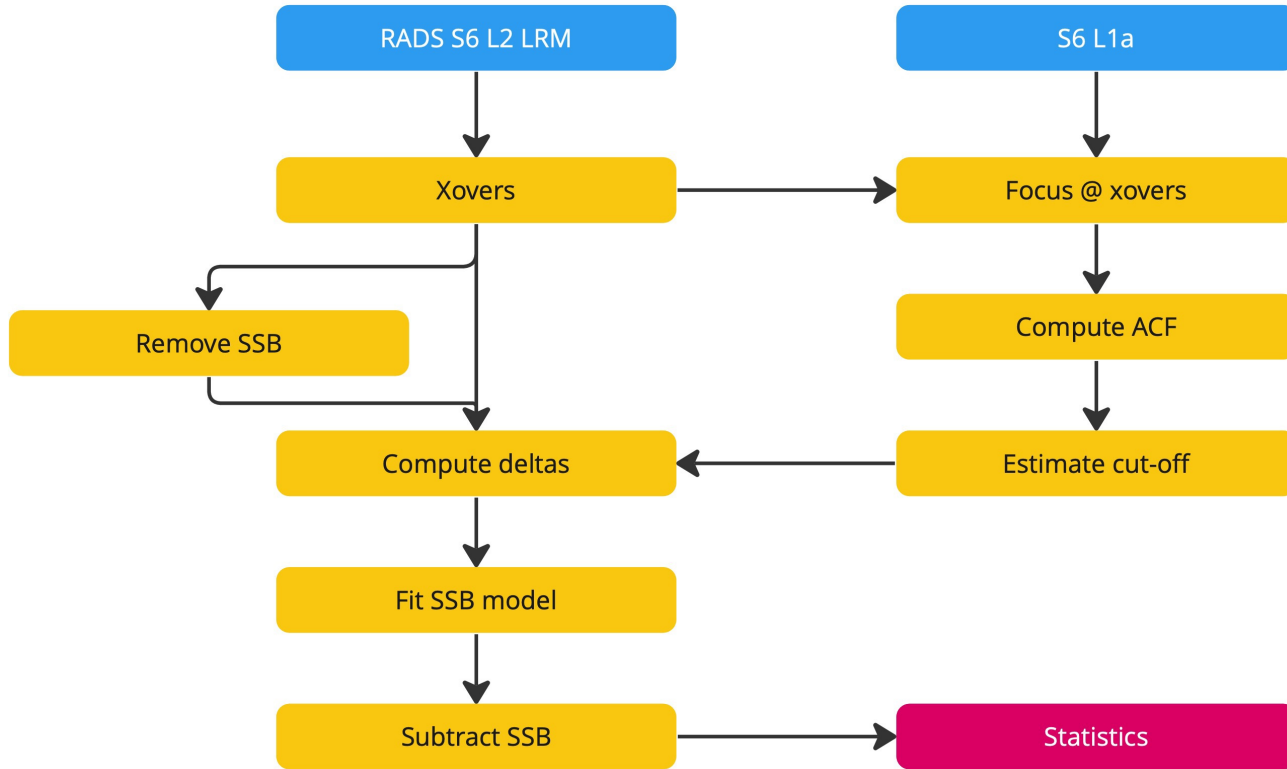 RADS S6 L2 LRM
S6 L1a
Xovers
Focus @ xovers
Remove SSB
Compute ACF
Compute deltas
Estimate cut-off
Fit SSB model
Subtract SSB
Statistics